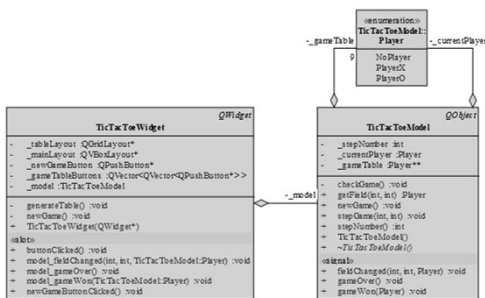 «enumeration»
TicTacToeModel::
Player
-_gameTable
-_currentPlayer
9
NoPlayer
PlayerX
PlayerO
QWidget
TicTacToeWidget
- _tableLayout :QGridLayout*
- _mainLayout :QVBoxLayout*
- _newGameButton :QPushButton*
- _gameTableButtons :QVector<QVector<QPushButton*>>
- _model :TicTacToeModel
- generateTable() :void
- newGame() :void
+ TicTacToeWidget(QWidget*)
«slot»
+ buttonClicked() :void
+ model_fieldChanged(int, int, TicTacToeModel::Player) :void
+ model_gameOver() :void
+ model_gameWon(TicTacToeModel::Player) :void
+ newGameButtonClicked() :void
-_model
QObject
TicTacToeModel
- _stepNumber :int
- _currentPlayer :Player
- _gameTable :Player**
- checkGame() :void
+ getField(int, int) :Player
+ newGame() :void
+ stepGame(int, int) :void
+ stepNumber() :int
+ TicTacToeModel()
+ ~TicTacToeModel()
«signal»
+ fieldChanged(int, int, Player) :void
+ gameOver() :void
+ gameWon(Player) :void